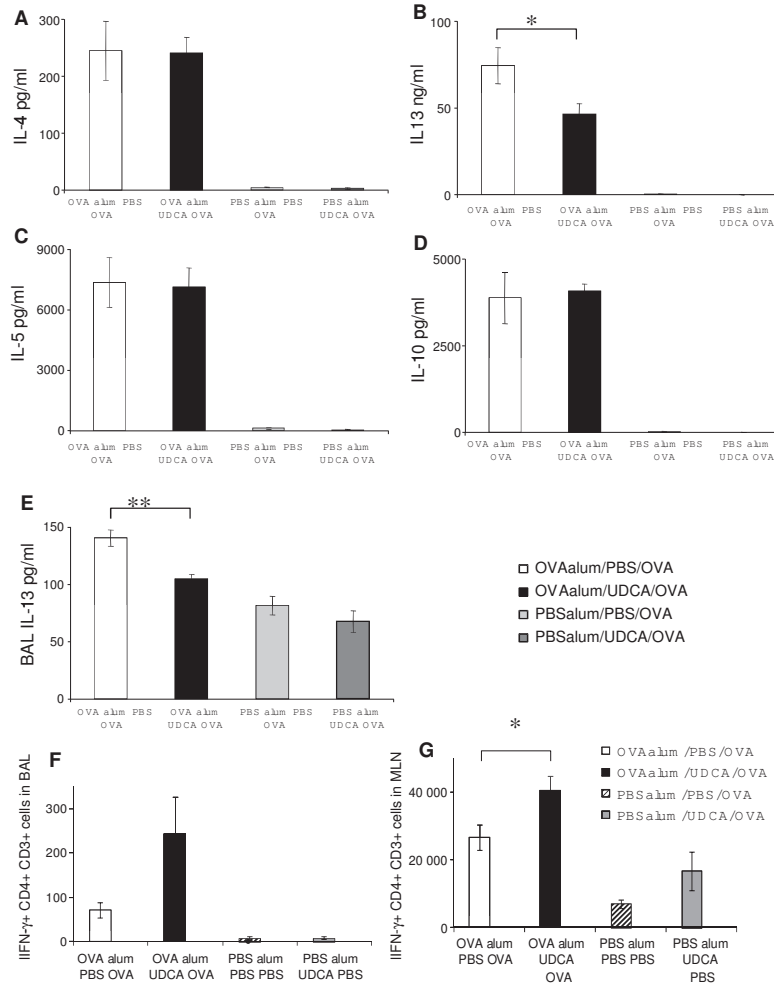 A
300
200
100
0
IL-4 pg/ml
OVA alum PBS
OVA
OVA alum
UDCA OVA
PBS alum PBS
OVA
PBS alum
UDCA OVA
B
*
100
50
0
IL13 ng/ml
OVA alum PBS
OVA
OVA alum
UDCA OVA
PBS alum PBS
OVA
PBS alum
UDCA OVA
C
9000
6000
3000
0
IL-5 pg/ml
OVA alum PBS
OVA
OVA alum
UDCA OVA
PBS alum PBS
OVA
PBS alum
UDCA OVA
D
5000
2500
0
IL-10 pg/ml
OVA alum PBS
OVA
OVA alum
UDCA OVA
PBS alum PBS
OVA
PBS alum
UDCA OVA
E
**
150
100
50
0
BAL IL-13 pg/ml
OVA alum PBS
OVA
OVA alum
UDCA OVA
PBS alum PBS
OVA
PBS alum
UDCA OVA
OVAalum/PBS/OVA
OVAalum/UDCA/OVA
PBSalum/PBS/OVA
PBSalum/UDCA/OVA
F
300
200
100
0
IIFN-γ+ CD4+ CD3+ cells in BAL
OVA alum
PBS OVA
OVA alum
UDCA OVA
PBS alum
PBS PBS
PBS alum
UDCA PBS
G
*
40 000
20 000
0
IIFN-γ+ CD4+ CD3+ cells in MLN
OVAalum /PBS/OVA
OVAalum /UDCA/OVA
PBSalum /PBS/OVA
PBSalum /UDCA/OVA
OVA alum
PBS OVA
OVA alum
UDCA
OVA
PBS alum
PBS PBS
PBS alum
UDCA
PBS